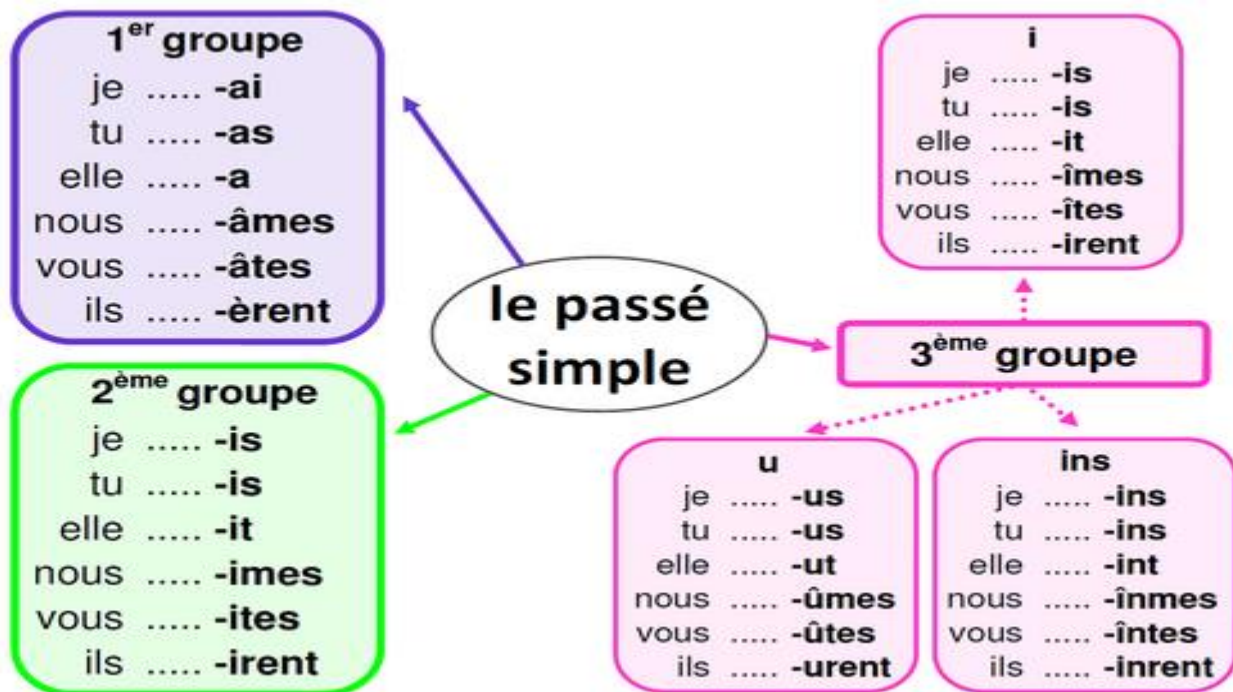 1er groupe
je ..... -ai
tu ..... -as
elle ..... -a
nous ..... -âmes
vous ..... -âtes
ils ..... -èrent
2ème groupe
je ..... -is
tu ..... -is
elle ..... -it
nous ..... -imes
vous ..... -ites
ils ..... -irent
le passé
simple
i
je ..... -is
tu ..... -is
elle ..... -it
nous ..... -îmes
vous ..... -îtes
ils ..... -irent
3ème groupe
u
je ..... -us
tu ..... -us
elle ..... -ut
nous ..... -ûmes
vous ..... -ûtes
ils ..... -urent
ins
je ..... -ins
tu ..... -ins
elle ..... -int
nous ..... -înmes
vous ..... -întes
ils ..... -inrent